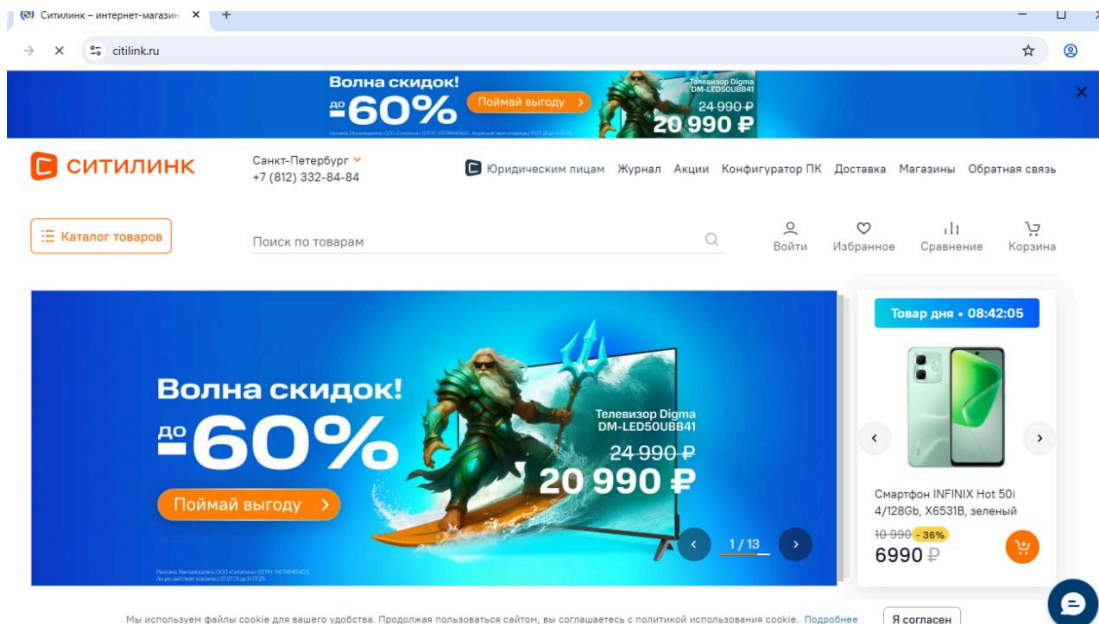 Ситилинк – интернет-магазин
citilink.ru
Волна скидок!
до
-60%
Поймай выгоду
Телевизор Digma
DM-LED50UBB41
24 990 ₽
20 990 ₽
СИТИЛИНК
Санкт-Петербург
+7 (812) 332-84-84
Юридическим лицам Журнал Акции Конфигуратор ПК Доставка Магазины Обратная связь
Каталог товаров
Поиск по товарам
Войти Избранное Сравнение Корзина
Волна скидок!
до
-60%
Поймай выгоду
Телевизор Digma
DM-LED50UBB41
24 990 ₽
20 990 ₽
1 / 13
Товар дня • 08:42:05
Смартфон INFINIX Hot 50i
4/128Gb, X6531B, зеленый
10 990 - 36%
6990 ₽
Мы используем файлы cookie для вашего удобства. Продолжая пользоваться сайтом, вы соглашаетесь с политикой использования cookie. Подробнее
Я согласен